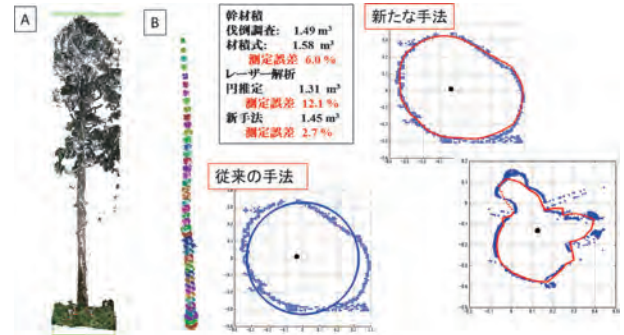 A
B
幹材積
伐倒調査: 1.49 m³
材積式: 1.58 m³
測定誤差 6.0 %
レーザー解析
円推定 1.31 m³
測定誤差 12.1 %
新手法 1.45 m³
測定誤差 2.7 %
新たな手法
従来の手法